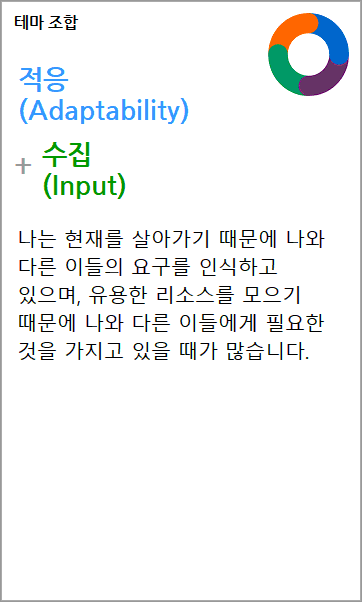 테마 조합
적응
(Adaptability)
+ 수집
(Input)
나는 현재를 살아가기 때문에 나와
다른 이들의 요구를 인식하고
있으며, 유용한 리소스를 모으기
때문에 나와 다른 이들에게 필요한
것을 가지고 있을 때가 많습니다.